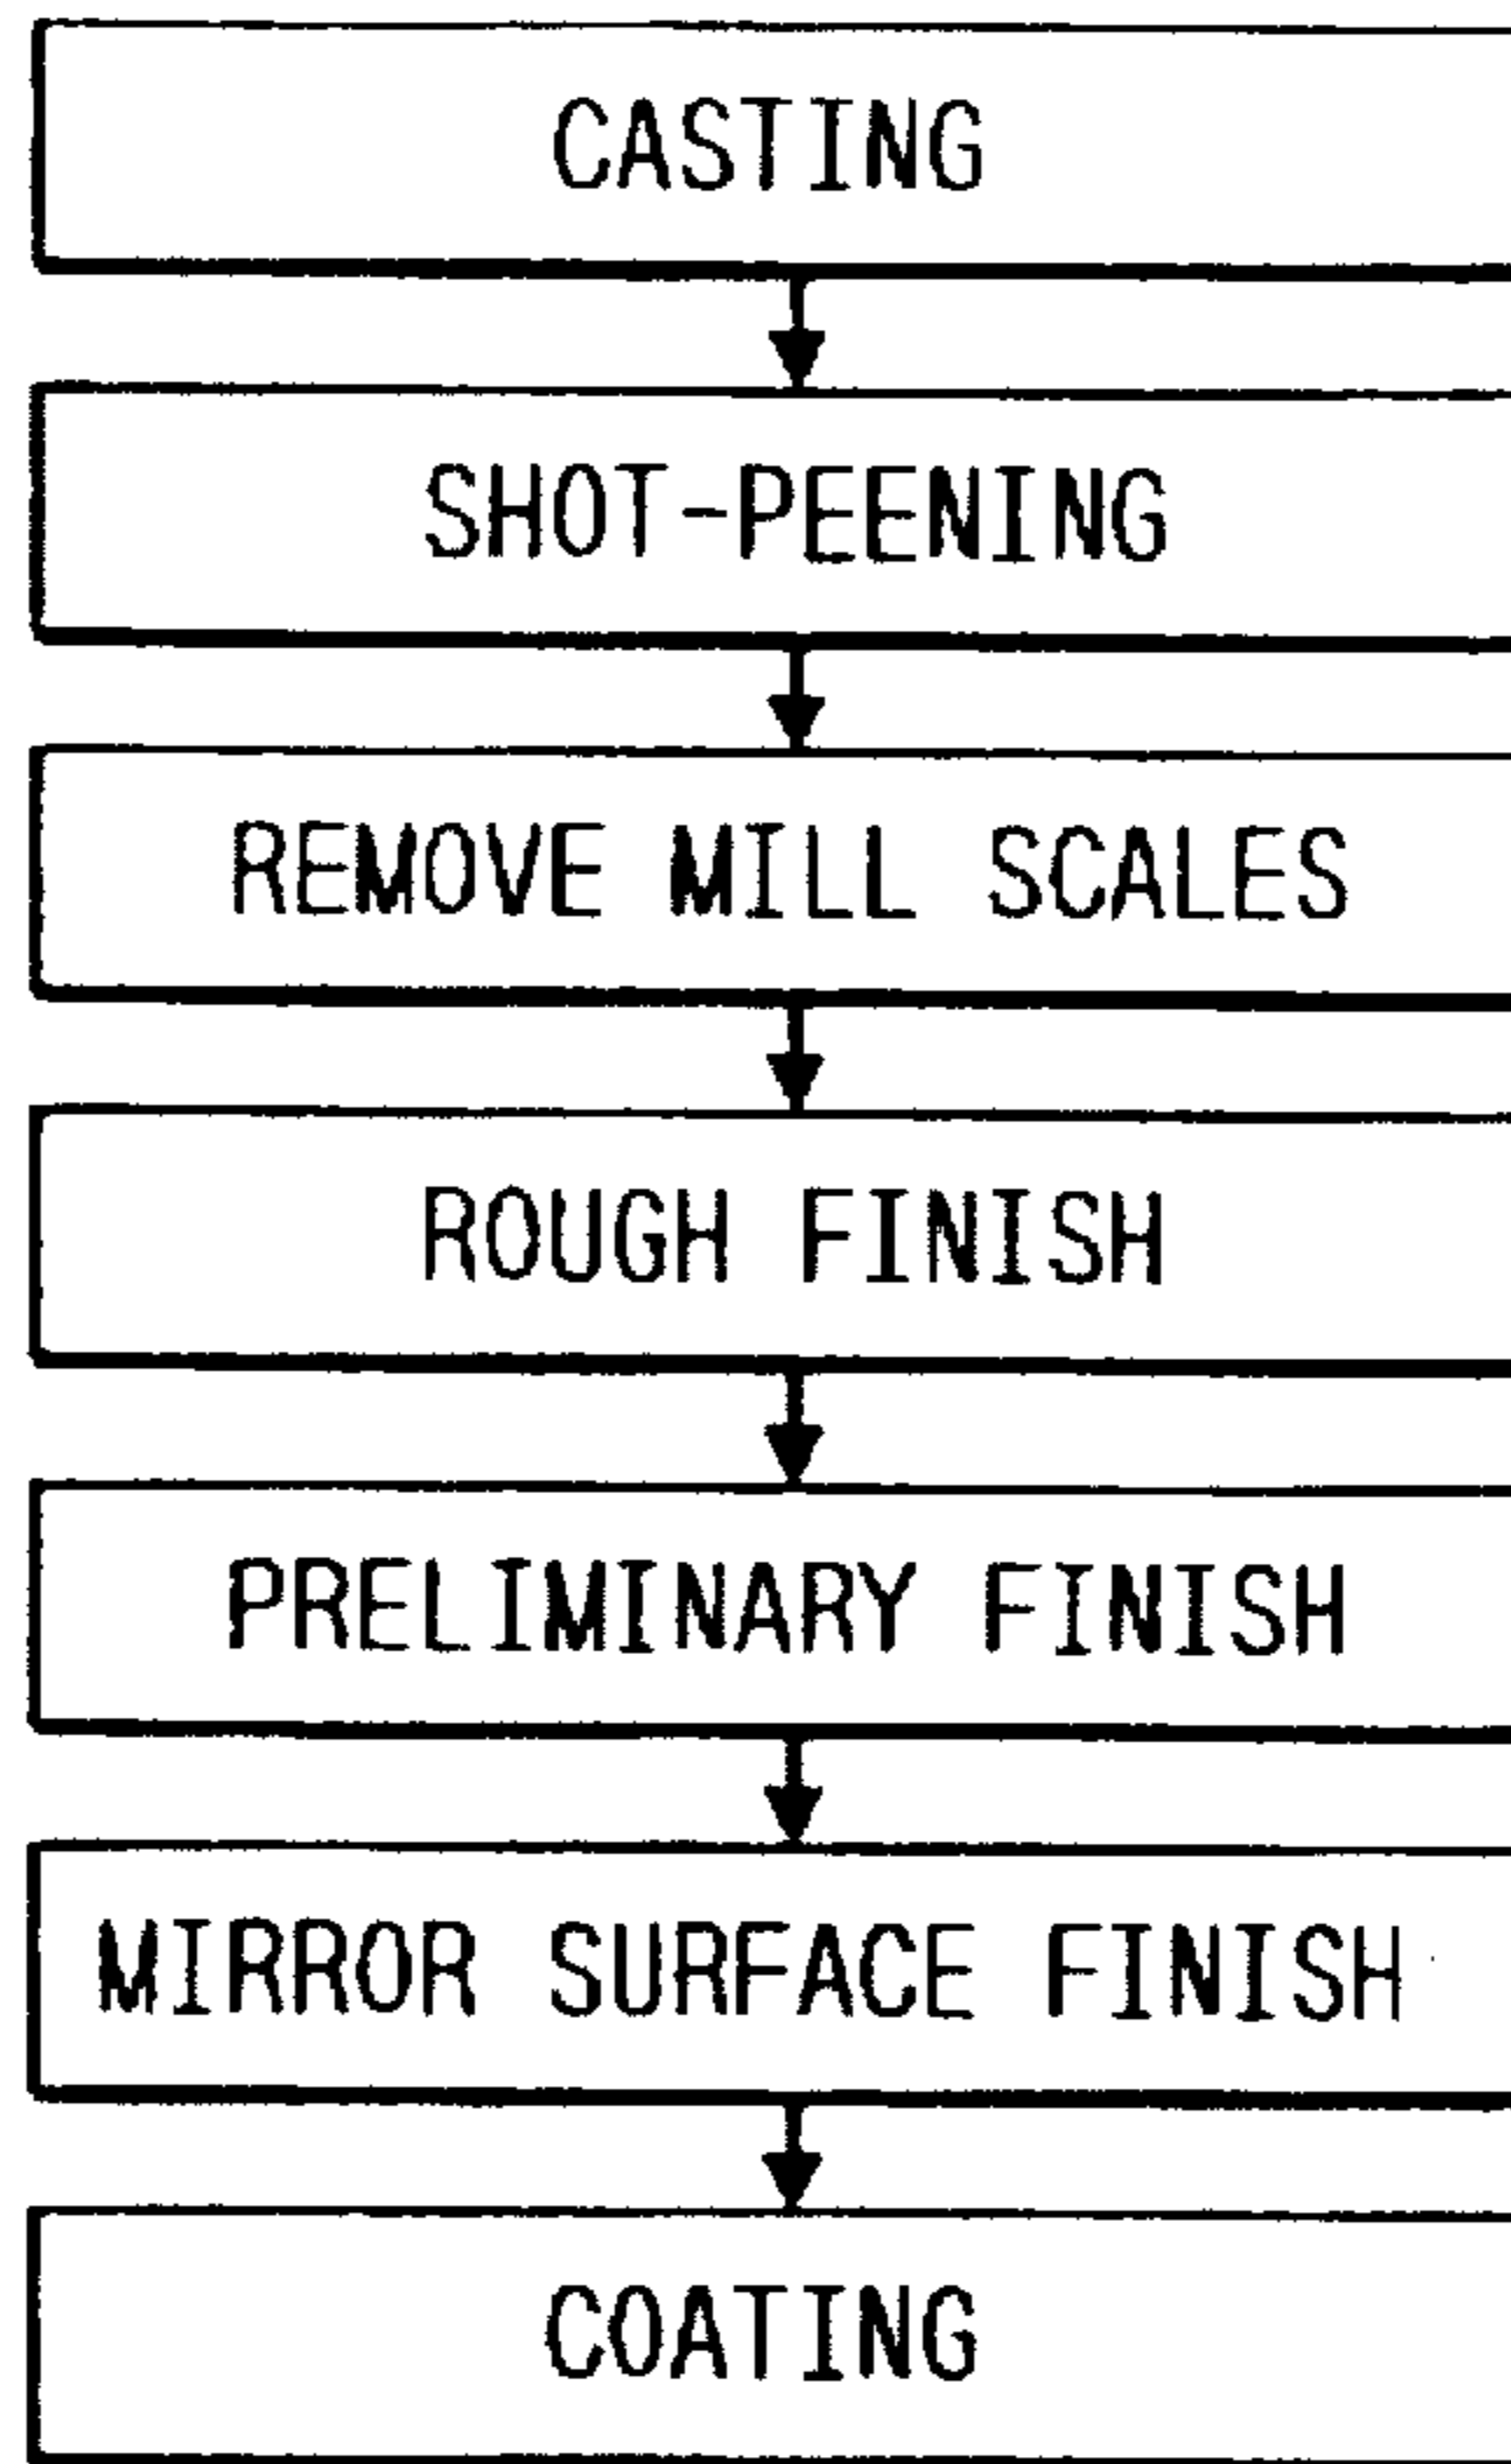 CASTING
SHOT-PEENING
REMOVE MILL SCALES
ROUGH FINISH
PRELIMINARY FINISH
MIRROR SURFACE FINISH
COATING